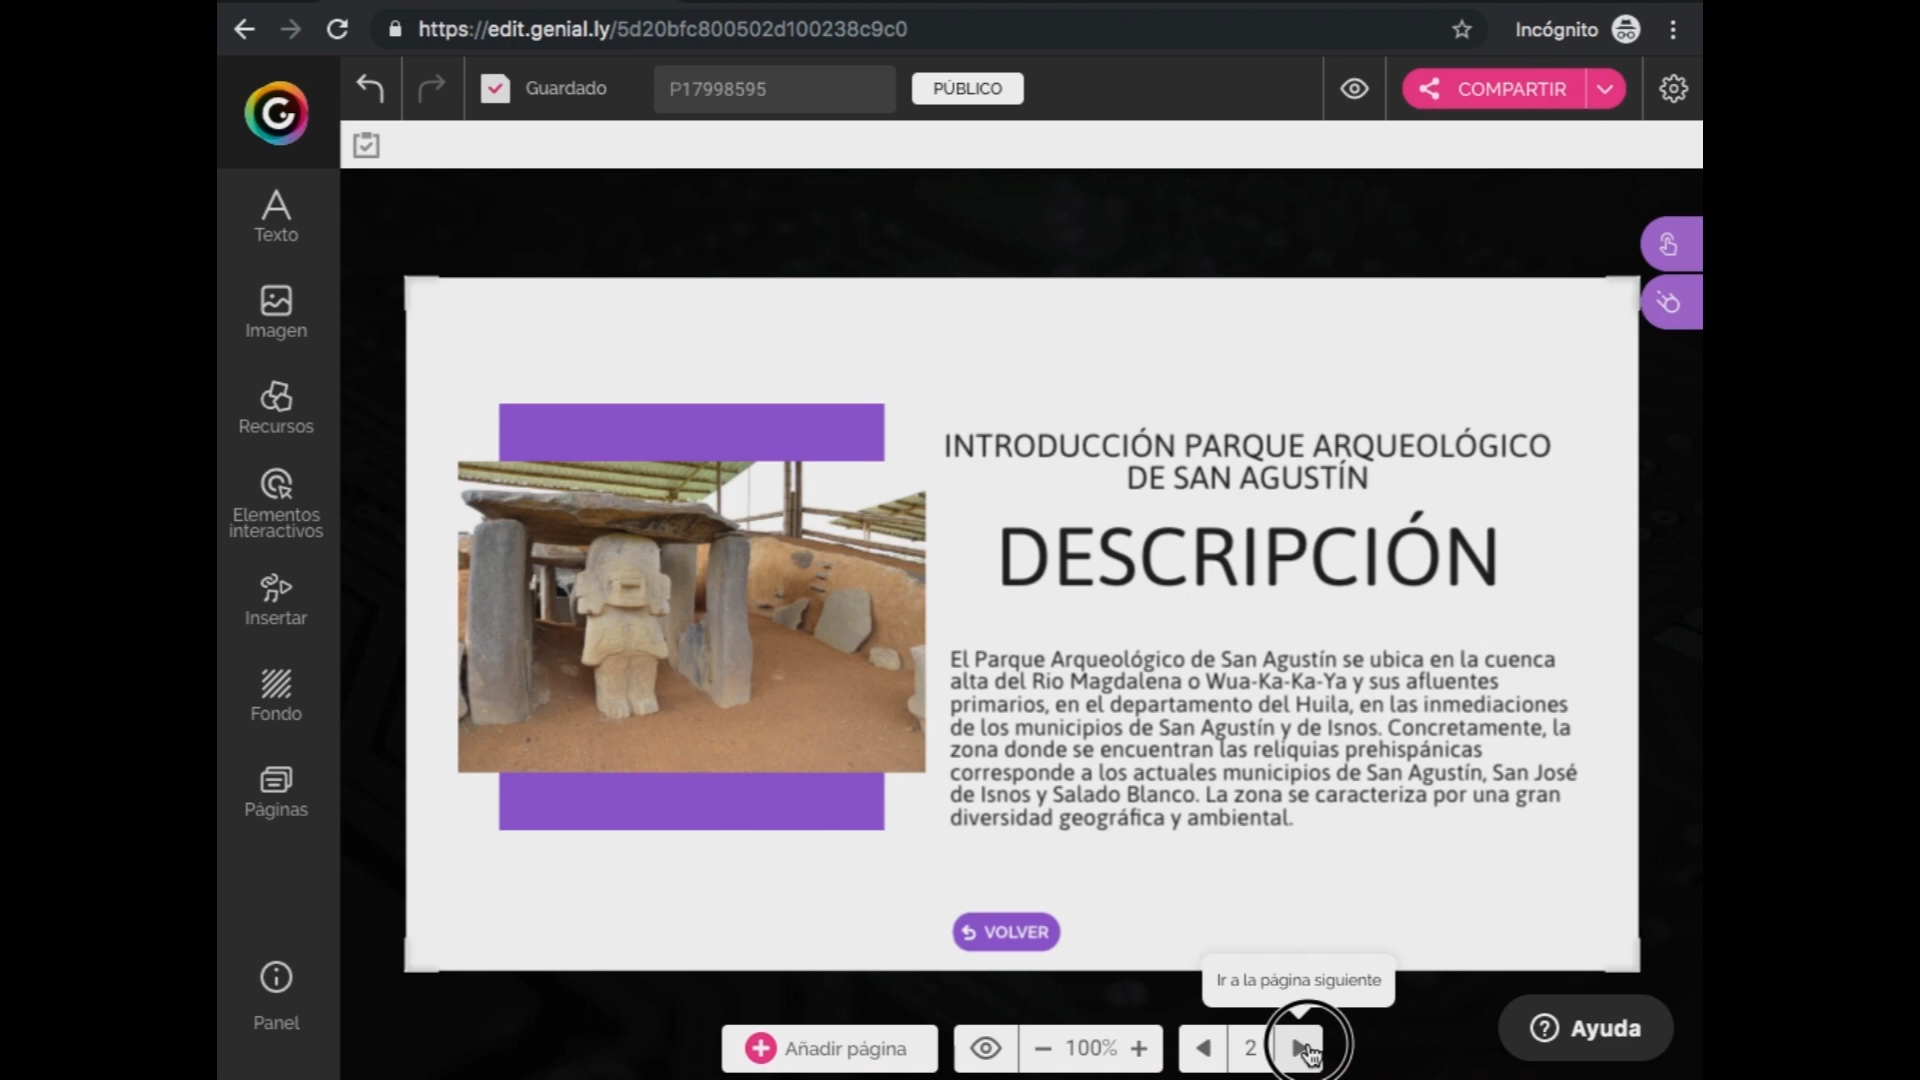 https://edit.genial.ly/5d20bfc800502d100238c9c0
Incógnito
Guardado
P17998595
PÚBLICO
COMPARTIR
Texto
Imagen
Recursos
Elementos
interactivos
Insertar
Fondo
Páginas
Panel
INTRODUCCIÓN PARQUE ARQUEOLÓGICO
DE SAN AGUSTÍN
DESCRIPCIÓN
El Parque Arqueológico de San Agustín se ubica en la cuenca
alta del Rio Magdalena o Wua-Ka-Ka-Ya y sus afluentes
primarios, en el departamento del Huila, en las inmediaciones
de los municipios de San Agustín y de Isnos. Concretamente, la
zona donde se encuentran las reliquias prehispánicas
corresponde a los actuales municipios de San Agustín, San José
de Isnos y Salado Blanco. La zona se caracteriza por una gran
diversidad geográfica y ambiental.
VOLVER
Ir a la página siguiente
Añadir página
100%
2
Ayuda